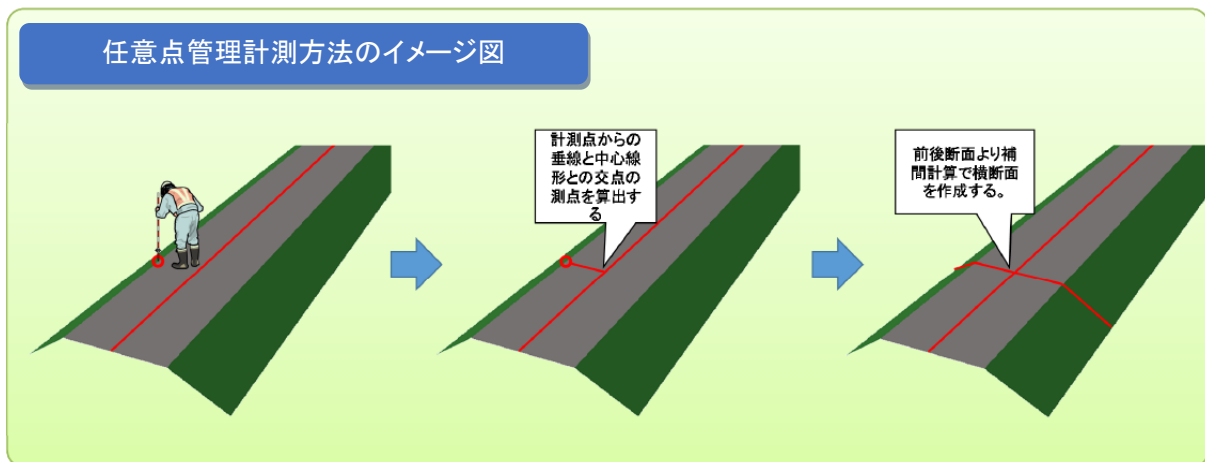 任意点管理計測方法のイメージ図
計測点からの
垂線と中心線
形との交点の
測点を算出す
る
前後断面より補
間計算で横断面
を作成する。